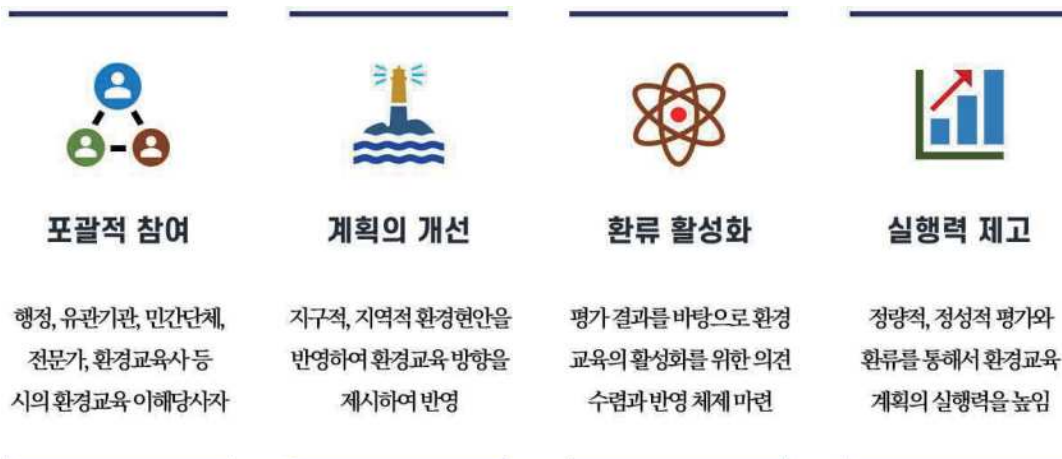 포괄적 참여
행정, 유관기관, 민간단체,
전문가, 환경교육사 등
시의 환경교육 이해당사자
계획의 개선
지구적, 지역적 환경현안을
반영하여 환경교육 방향을
제시하여 반영
환류 활성화
평가 결과를 바탕으로 환경
교육의 활성화를 위한 의견
수렴과 반영 체제 마련
실행력 제고
정량적, 정성적 평가와
환류를 통해서 환경교육
계획의 실행력을 높임